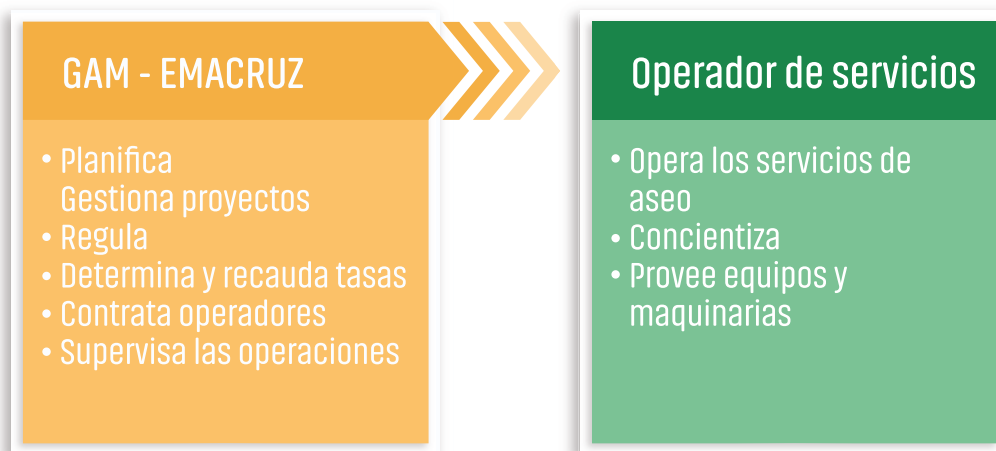 GAM - EMACRUZ
• Planifica
Gestiona proyectos
• Regula
• Determina y recauda tasas
• Contrata operadores
• Supervisa las operaciones
Operador de servicios
• Opera los servicios de
aseo
• Concientiza
• Provee equipos y
maquinarias